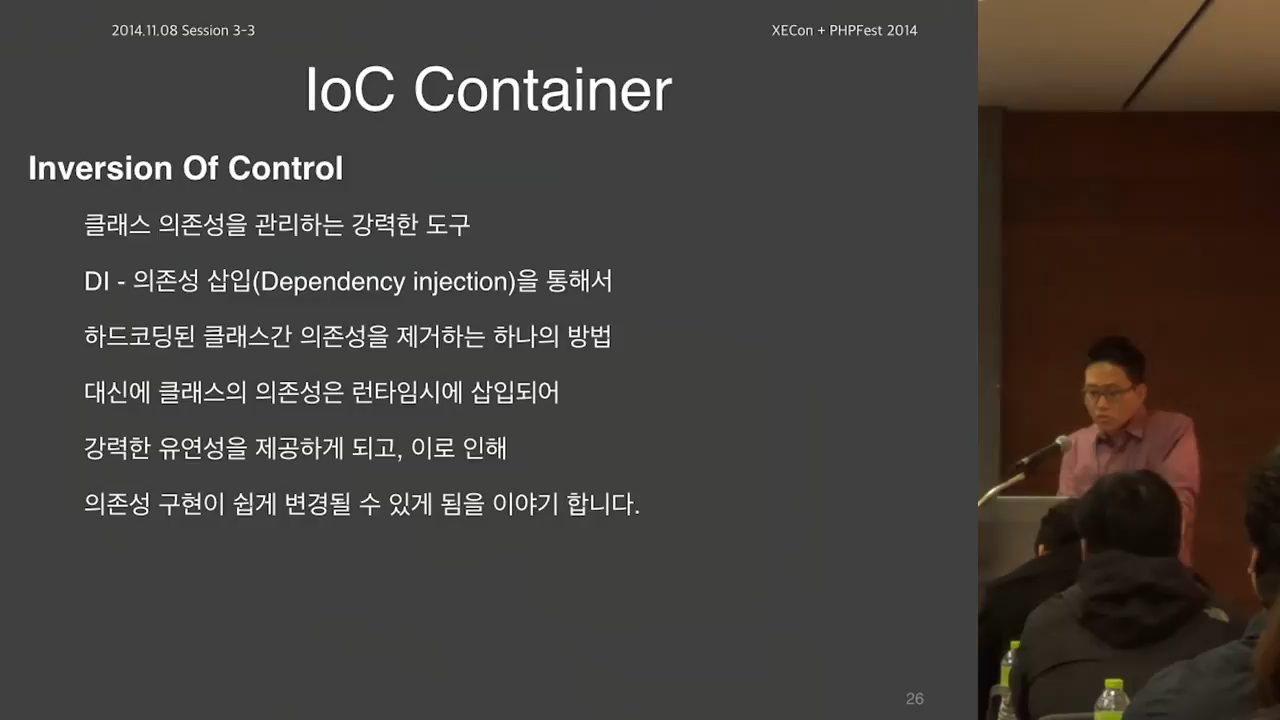 2014.11.08 Session 3-3
XECon + PHPFest 2014
IoC Container
Inversion Of Control
클래스 의존성을 관리하는 강력한 도구
DI - 의존성 삽입(Dependency injection)을 통해서
하드코딩된 클래스간 의존성을 제거하는 하나의 방법
대신에 클래스의 의존성은 런타임시에 삽입되어
강력한 유연성을 제공하게 되고, 이로 인해
의존성 구현이 쉽게 변경될 수 있게 됨을 이야기 합니다.
26